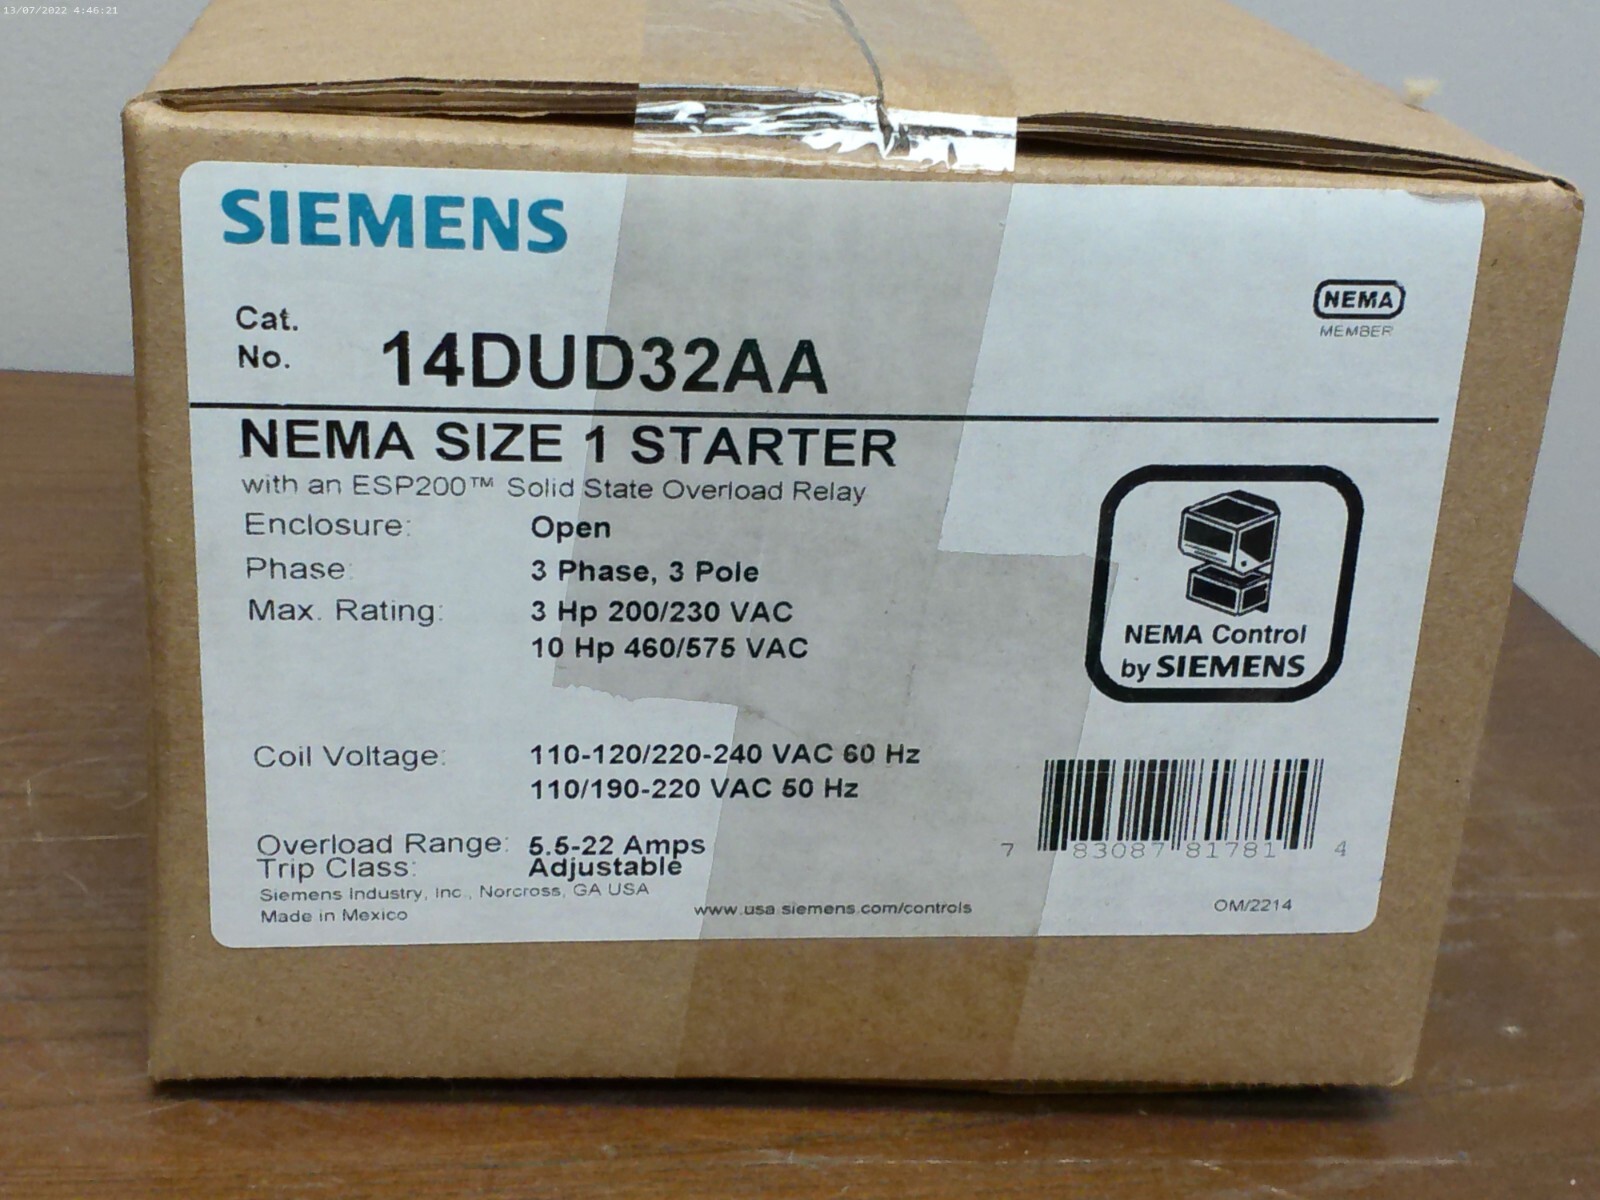 13/07/2022 4:46:21
SIEMENS
NEMA
MEMBER
Cat.
No. 14DUD32AA
NEMA SIZE 1 STARTER
with an ESP200™ Solid State Overload Relay
Enclosure: Open
Phase: 3 Phase, 3 Pole
Max. Rating: 3 Hp 200/230 VAC
10 Hp 460/575 VAC
NEMA Control
by SIEMENS
Coil Voltage: 110-120/220-240 VAC 60 Hz
110/190-220 VAC 50 Hz
Overload Range: 5.5-22 Amps
Trip Class: Adjustable
7 83087 81781 4
Siemens Industry, Inc., Norcross, GA USA
Made in Mexico
www.usa.siemens.com/controls
OM/2214